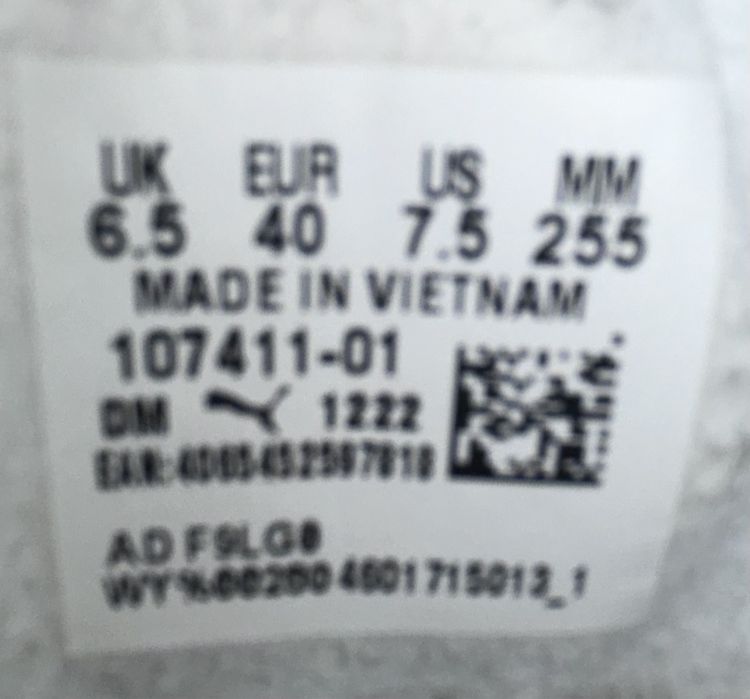 UK EUR US MM
6.5 40 7.5 255
MADE IN VIETNAM
107411-01
DM 1222
AD F9LG8